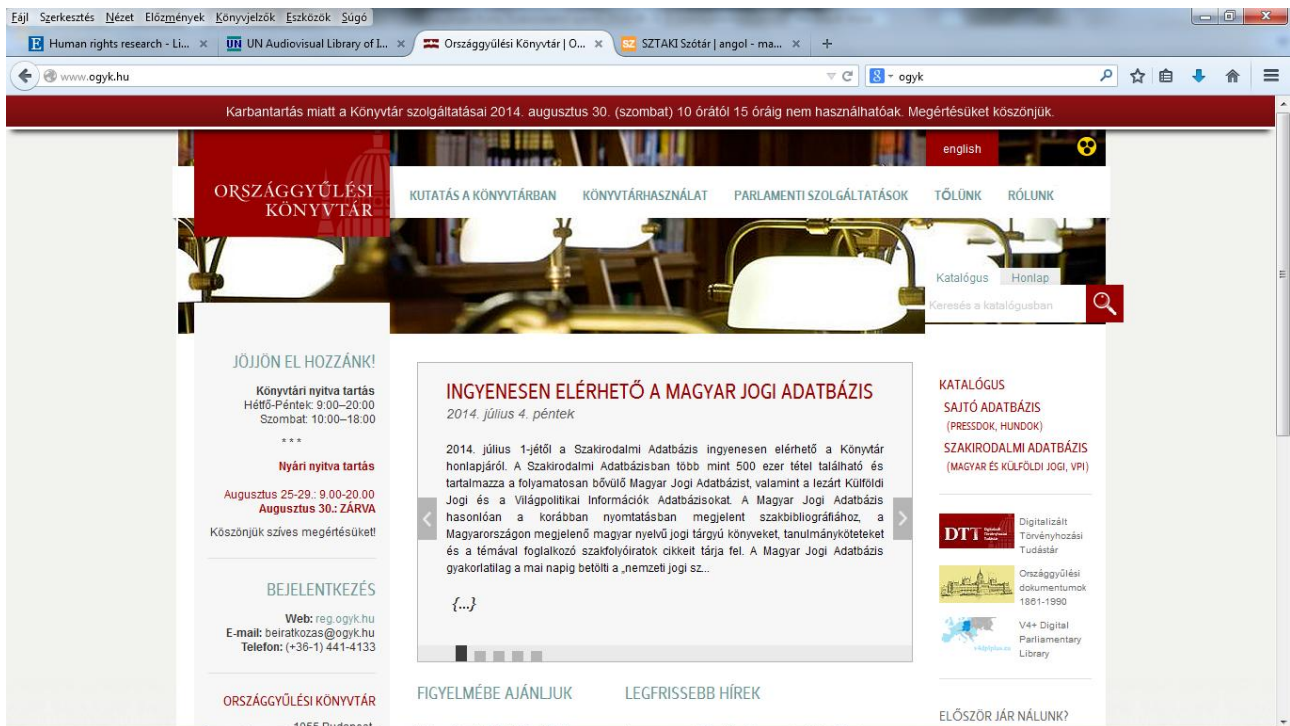 Fájl Szerkesztés Nézet Előzmények Könyvjelzők Eszközök Súgó
Human rights research - Li...
UN Audiovisual Library of I...
Országgyűlési Könyvtár | O...
SZTAKI Szótár | angol - ma...
www.ogyk.hu
ogyk
Karbantartás miatt a Könyvtár szolgáltatásai 2014. augusztus 30. (szombat) 10 órától 15 óráig nem használhatóak. Megértésüket köszönjük.
english
ORSZÁGGYŰLÉSI
KÖNYVTÁR
KUTATÁS A KÖNYVTÁRBAN KÖNYVTÁRHASZNÁLAT PARLAMENTI SZOLGÁLTATÁSOK TŐLÜNK RÓLUNK
Katalógus Honlap
Keresés a katalógusban
JÖJJÖN EL HOZZÁNK!
Könyvtári nyitva tartás
Hétfő-Péntek: 9:00–20:00
Szombat: 10:00–18:00
* * *
Nyári nyitva tartás
Augusztus 25-29.: 9.00-20.00
Augusztus 30.: ZÁRVA
Köszönjük szíves megértésüket!
BEJELENTKEZÉS
Web: reg.ogyk.hu
E-mail: beiratkozas@ogyk.hu
Telefon: (+36-1) 441-4133
ORSZÁGGYŰLÉSI KÖNYVTÁR
1055 Budapest,
INGYENESEN ELÉRHETŐ A MAGYAR JOGI ADATBÁZIS
2014. július 4. péntek
2014. július 1-jétől a Szakirodalmi Adatbázis ingyenesen elérhető a Könyvtár
honlapjáról. A Szakirodalmi Adatbázisban több mint 500 ezer tétel található és
tartalmazza a folyamatosan bővülő Magyar Jogi Adatbázist, valamint a lezárt Külföldi
Jogi és a Világpolitikai Információk Adatbázisokat. A Magyar Jogi Adatbázis
hasonlóan a korábban nyomtatásban megjelent szakbibliográfiához, a
Magyarországon megjelenő magyar nyelvű jogi tárgyú könyveket, tanulmányköteteket
és a témával foglalkozó szakfolyóiratok cikkeit tárja fel. A Magyar Jogi Adatbázis
gyakorlatilag a mai napig betölti a „nemzeti jogi sz...
{...}
FIGYELMÉBE AJÁNLJUK LEGFRISSEBB HÍREK
KATALÓGUS
SAJTÓ ADATBÁZIS
(PRESSDOK, HUNDOK)
SZAKIRODALMI ADATBÁZIS
(MAGYAR ÉS KÜLFÖLDI JOGI, VPI)
DTT
Digitalizált
Törvényhozási
Tudástár
Országgyűlési
dokumentumok
1861-1990
V4+ Digital
Parliamentary
Library
ELŐSZÖR JÁR NÁLUNK?